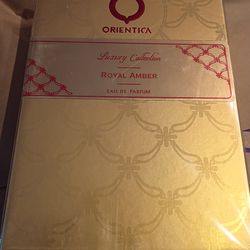 ORIENTICA
Luxury Collection
ROYAL AMBER
EAU DE PARFUM